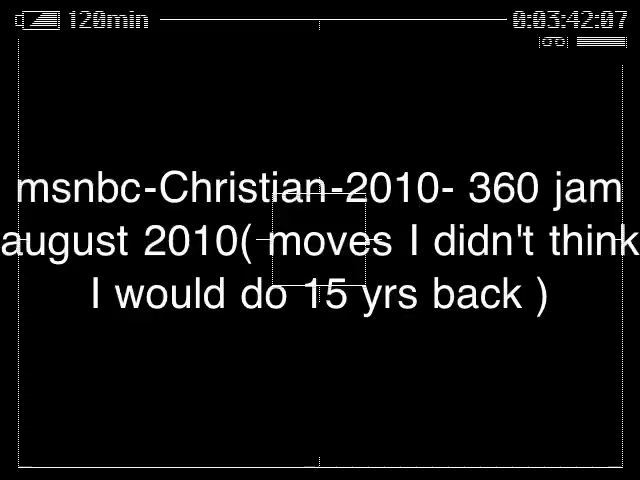 120min 0:03:42:07
msnbc-Christian-2010- 360 jam
august 2010( moves I didn't think
I would do 15 yrs back )